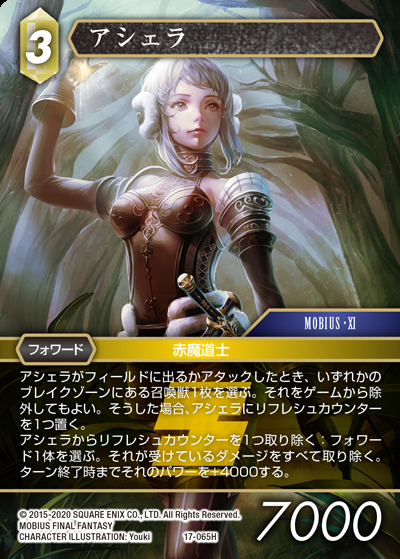 3
アシェラ
MOBIUS・XI
フォワード
赤魔道士
アシェラがフィールドに出るかアタックしたとき、いずれかの
ブレイクゾーンにある召喚獣1枚を選ぶ。それをゲームから除
外してもよい。そうした場合、アシェラにリフレシュカウンター
を1つ置く。
アシェラからリフレシュカウンターを1つ取り除く：フォワー
ド1体を選ぶ。それが受けているダメージをすべて取り除く。
ターン終了時までそれのパワーを+4000する。
© 2015-2020 SQUARE ENIX CO., LTD. All Rights Reserved.
MOBIUS FINAL FANTASY
CHARACTER ILLUSTRATION: Youki
17-065H
7000